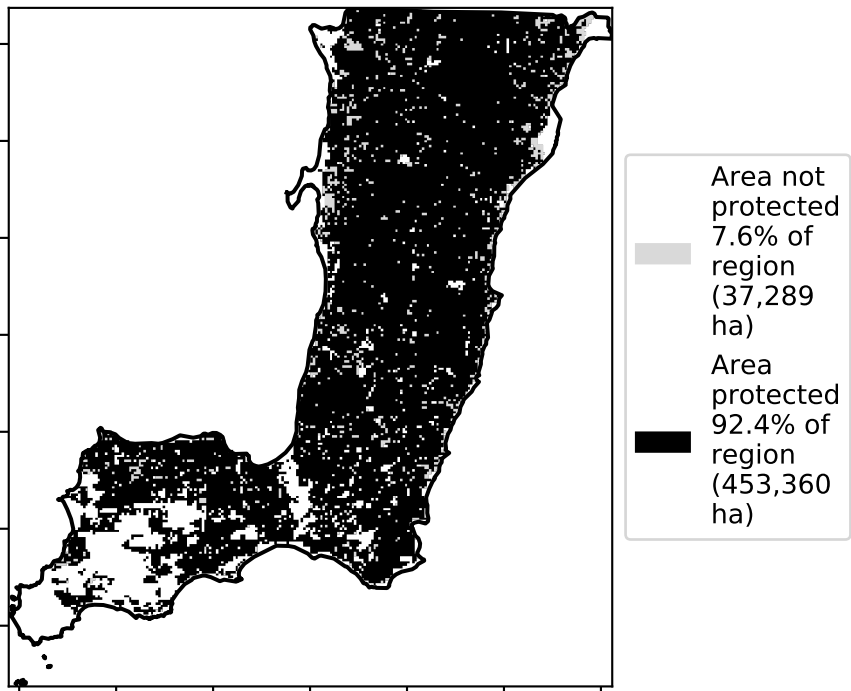 Area not
protected
7.6% of
region
(37,289
ha)
Area
protected
92.4% of
region
(453,360
ha)